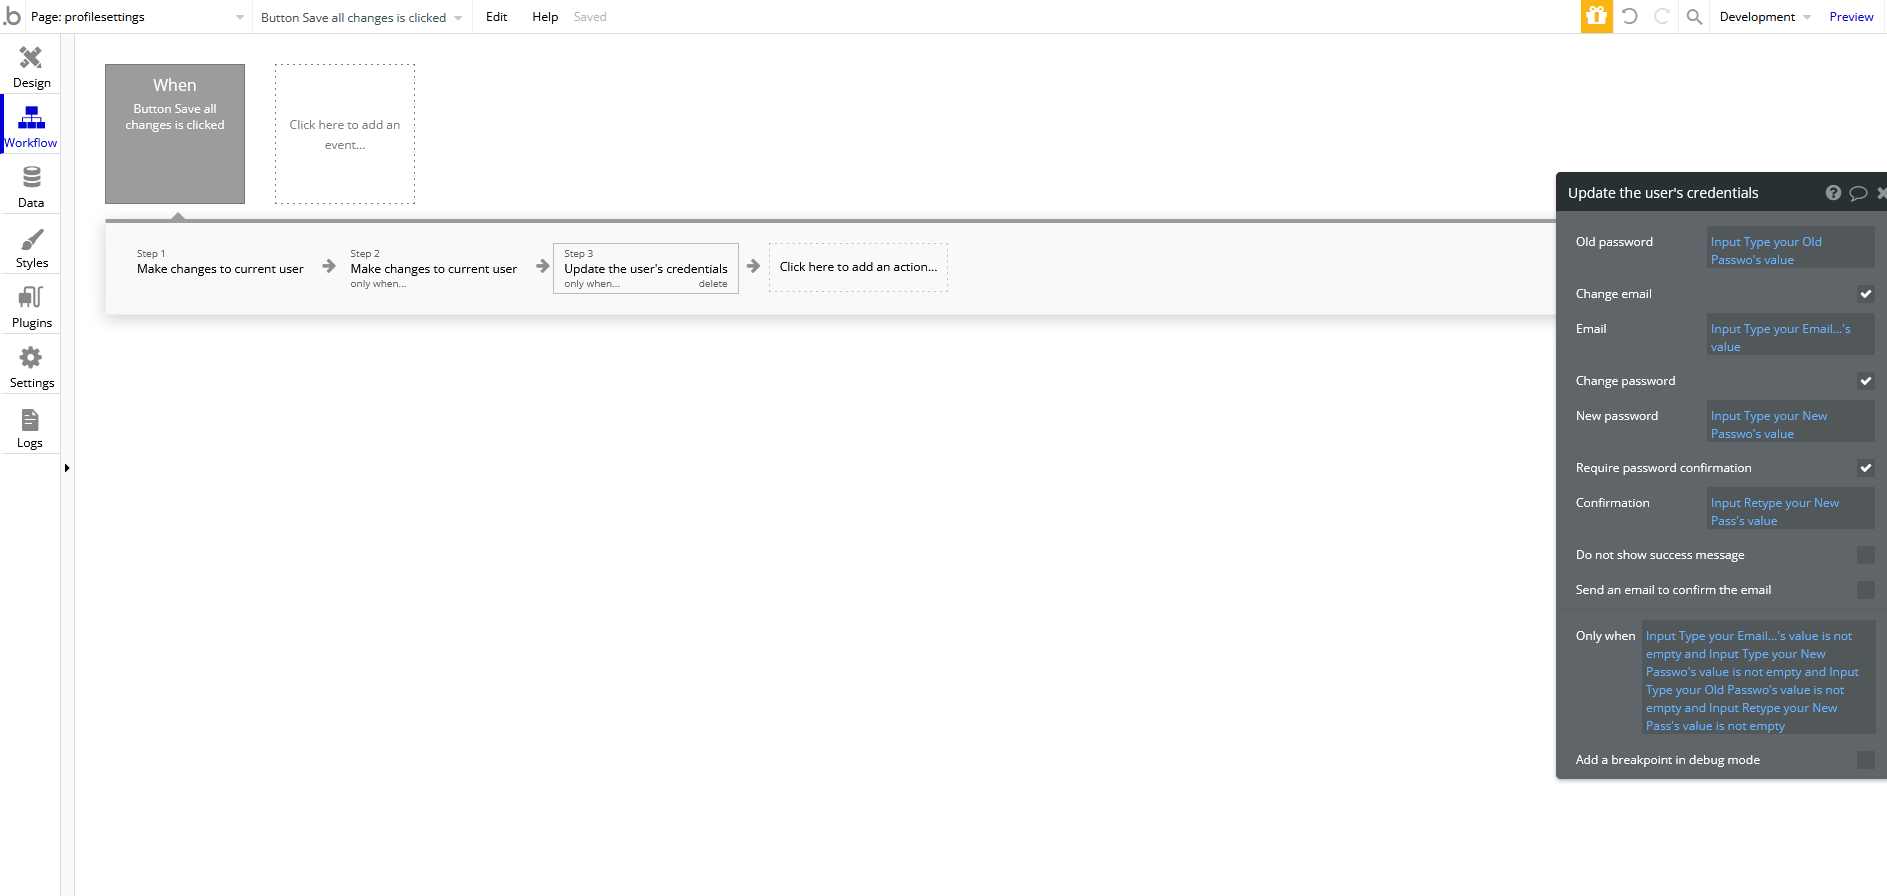 .b
Page: profilesettings
Button Save all changes is clicked
Edit
Help
Saved
Development
Preview
Design
Workflow
Data
Styles
Plugins
Settings
Logs
When
Button Save all
changes is clicked
Click here to add an
event...
Step 1
Make changes to current user
Step 2
Make changes to current user
only when...
Step 3
Update the user's credentials
only when...
delete
Click here to add an action...
Update the user's credentials
Old password
Input Type your Old
Passwo's value
Change email
Email
Input Type your Email...'s
value
Change password
New password
Input Type your New
Passwo's value
Require password confirmation
Confirmation
Input Retype your New
Pass's value
Do not show success message
Send an email to confirm the email
Only when
Input Type your Email...'s value is not
empty and Input Type your New
Passwo's value is not empty and Input
Type your Old Passwo's value is not
empty and Input Retype your New
Pass's value is not empty
Add a breakpoint in debug mode